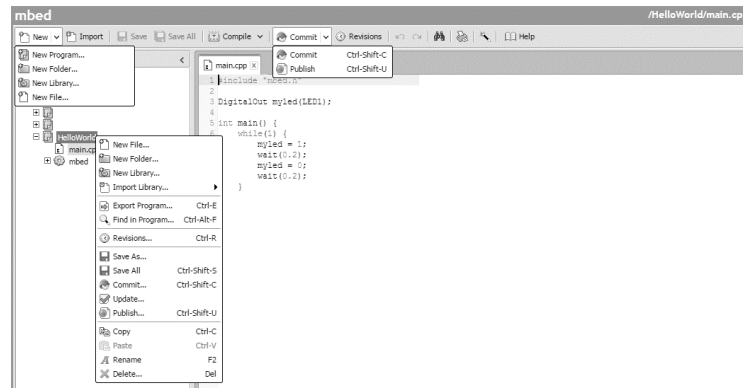 mbed
/HelloWorld/main.cp
New Import Save Save All Compile Commit Revisions Help
New Program...
New Folder...
New Library...
New File...
Commit Ctrl-Shift-C
Publish Ctrl-Shift-U
main.cpp
1 #include "mbed.h"
2
3 DigitalOut myled(LED1);
4
5 int main() {
6 while(1) {
myled = 1;
wait(0.2);
myled = 0;
wait(0.2);
}
HelloWorld
main.cp
mbed
New File...
New Folder...
New Library...
Import Library...
Export Program... Ctrl-E
Find in Program... Ctrl-Alt-F
Revisions... Ctrl-R
Save As...
Save All Ctrl-Shift-S
Commit... Ctrl-Shift-C
Update...
Publish... Ctrl-Shift-U
Copy Ctrl-C
Paste Ctrl-V
Rename F2
Delete... Del